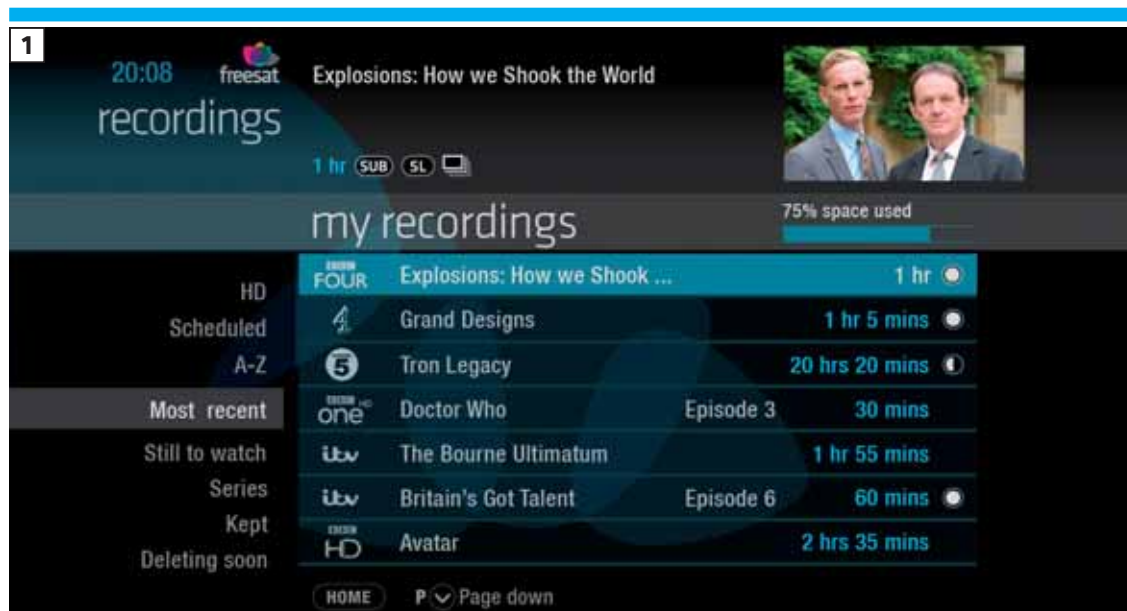 1
20:08 freesat
recordings
Explosions: How we Shook the World
1 hr SUB SL
my recordings
75% space used
HD
Scheduled
A-Z
Most recent
Still to watch
Series
Kept
Deleting soon
BBC FOUR Explosions: How we Shook ... 1 hr
4 Grand Designs 1 hr 5 mins
5 Tron Legacy 20 hrs 20 mins
BBC one HD Doctor Who Episode 3 30 mins
itv The Bourne Ultimatum 1 hr 55 mins
itv Britain's Got Talent Episode 6 60 mins
BBC HD Avatar 2 hrs 35 mins
HOME P Page down